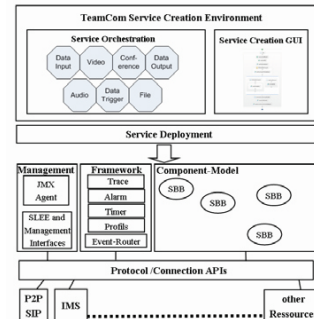 TeamCom Service Creation Environment
Service Orchestration
Service Creation GUI
Data Input
Video
Conf-erence
Data Output
Audio
Data Trigger
File
Service Deployment
Management
Framework
Component-Model
JMX Agent
SLEE and Management Interfaces
Trace
Alarm
Timer
Profils
Event-Router
SBB
SBB
SBB
SBB
Protocol /Connection APIs
P2P SIP
IMS
other Ressource